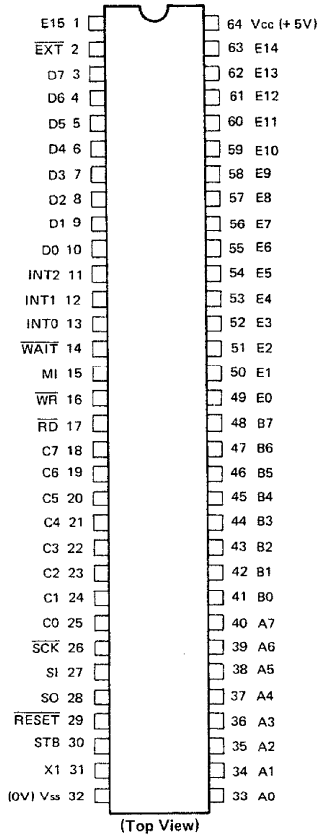 E15 1 64 Vcc (+ 5V)
EXT 2 63 E14
D7 3 62 E13
D6 4 61 E12
D5 5 60 E11
D4 6 59 E10
D3 7 58 E9
D2 8 57 E8
D1 9 56 E7
D0 10 55 E6
INT2 11 54 E5
INT1 12 53 E4
INT0 13 52 E3
WAIT 14 51 E2
MI 15 50 E1
WR 16 49 E0
RD 17 48 B7
C7 18 47 B6
C6 19 46 B5
C5 20 45 B4
C4 21 44 B3
C3 22 43 B2
C2 23 42 B1
C1 24 41 B0
C0 25 40 A7
SCK 26 39 A6
SI 27 38 A5
SO 28 37 A4
RESET 29 36 A3
STB 30 35 A2
X1 31 34 A1
(0V) Vss 32 33 A0
(Top View)